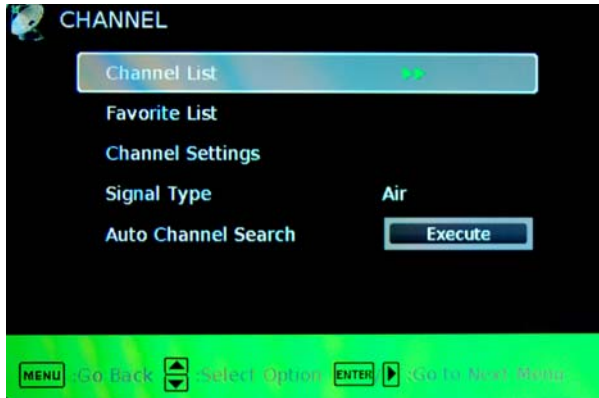 CHANNEL
Channel List
Favorite List
Channel Settings
Signal Type Air
Auto Channel Search Execute
MENU :Go Back :Select Option ENTER :Go to Next Menu